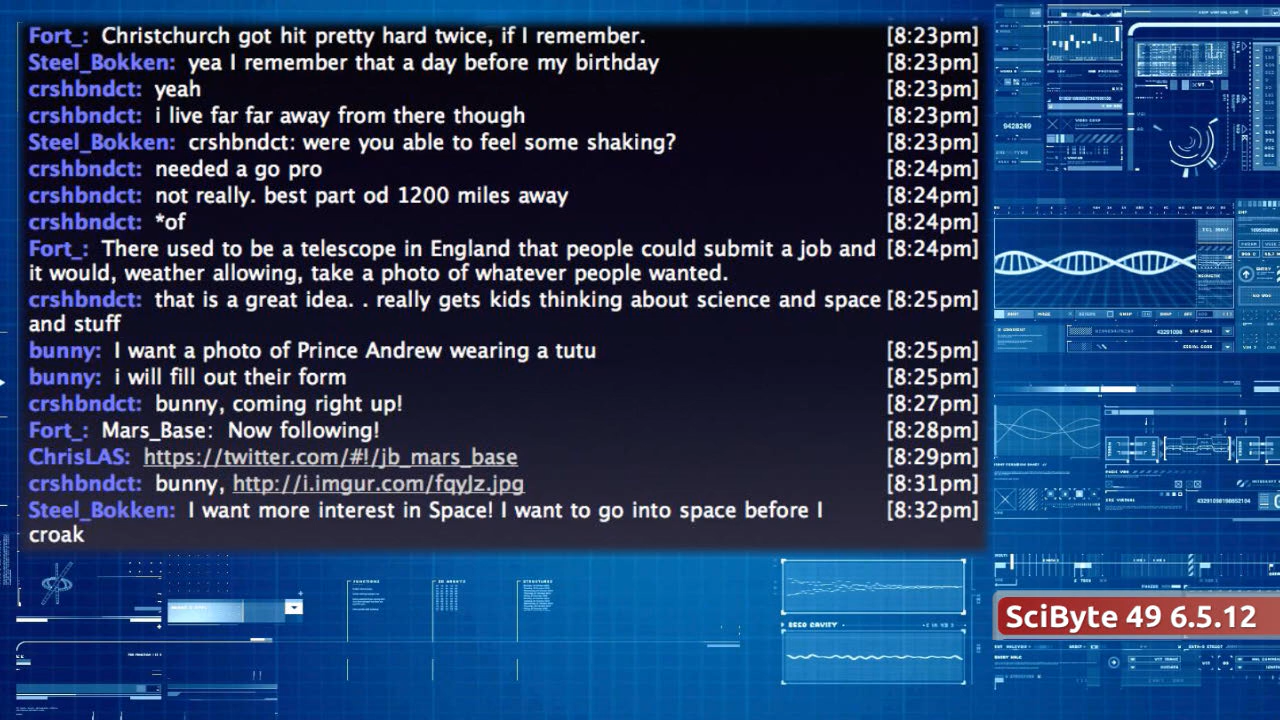 Fort_: Christchurch got hit pretty hard twice, if I remember. [8:23pm]
Steel_Bokken: yea I remember that a day before my birthday [8:23pm]
crshbndct: yeah [8:23pm]
crshbndct: i live far far away from there though [8:23pm]
Steel_Bokken: crshbndct: were you able to feel some shaking? [8:23pm]
crshbndct: needed a go pro [8:24pm]
crshbndct: not really. best part od 1200 miles away [8:24pm]
crshbndct: *of [8:24pm]
Fort_: There used to be a telescope in England that people could submit a job and [8:24pm]
it would, weather allowing, take a photo of whatever people wanted.
crshbndct: that is a great idea. . really gets kids thinking about science and space [8:25pm]
and stuff
bunny: I want a photo of Prince Andrew wearing a tutu [8:25pm]
bunny: i will fill out their form [8:25pm]
crshbndct: bunny, coming right up! [8:27pm]
Fort_: Mars_Base: Now following! [8:28pm]
ChrisLAS: https://twitter.com/#!/jb_mars_base [8:29pm]
crshbndct: bunny, http://i.imgur.com/fqyJz.jpg [8:31pm]
Steel_Bokken: I want more interest in Space! I want to go into space before I [8:32pm]
croak
SciByte 49 6.5.12
9428249